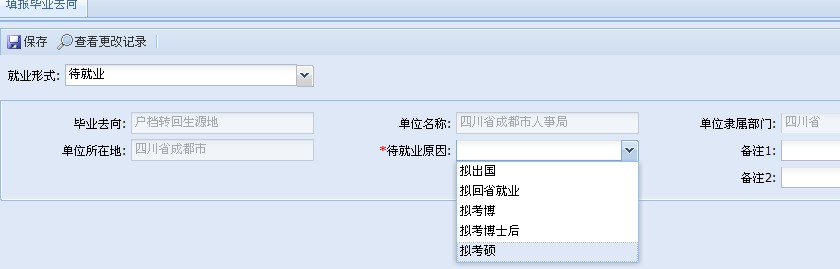 填报毕业去向
保存 查看更改记录
就业形式: 待就业
毕业去向: 户档转回生源地 单位名称: 四川省成都市人事局 单位隶属部门: 四川省
单位所在地: 四川省成都市 *待就业原因: 备注1:
拟出国 备注2:
拟回省就业
拟考博
拟考博士后
拟考硕